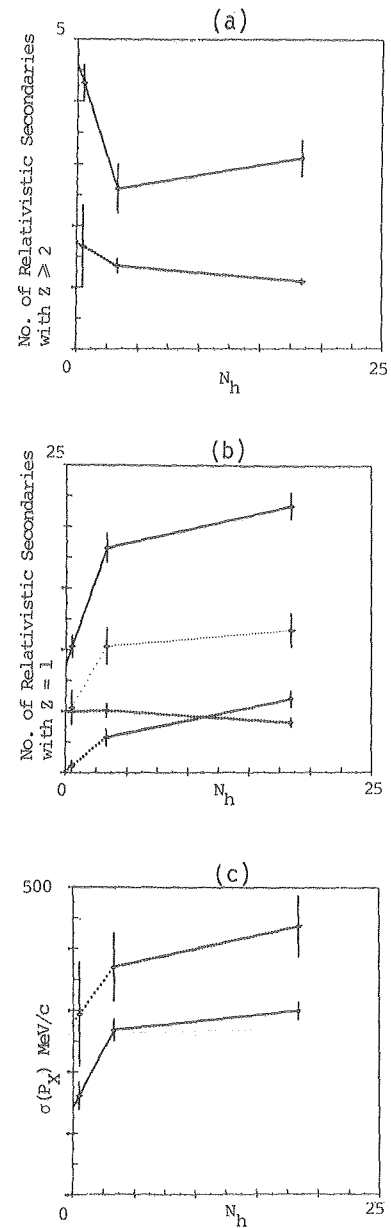 (a)
5
No. of Relativistic Secondaries
with Z ⩾ 2
0
25
N_h
(b)
25
No. of Relativistic Secondaries
with Z = 1
0
25
N_h
(c)
500
σ(P_X) MeV/c
0
25
N_h